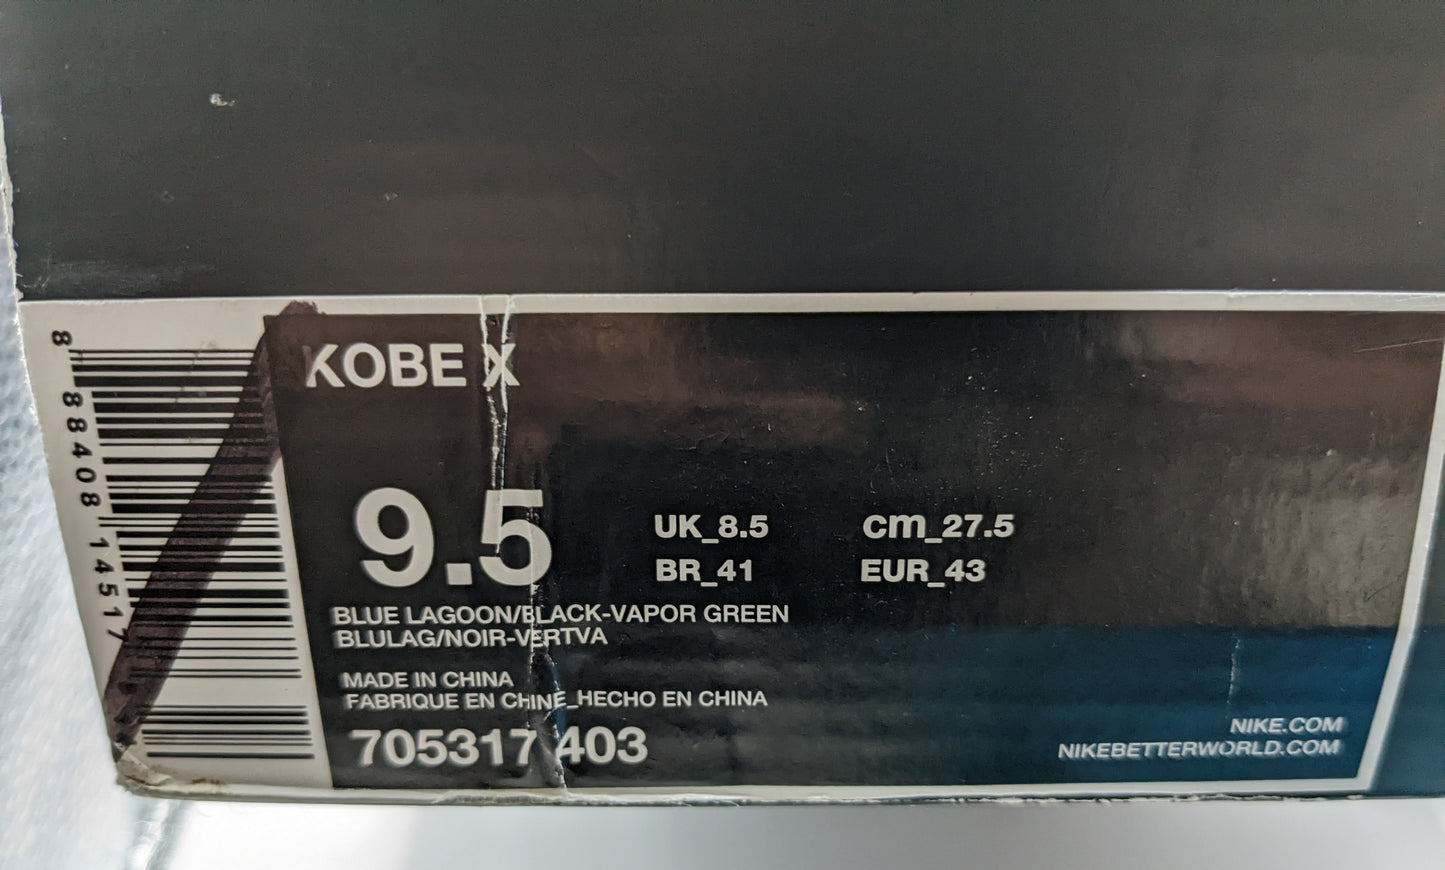 8 88408 14517
KOBE X
9.5
UK_8.5
cm_27.5
BR_41
EUR_43
BLUE LAGOON/BLACK-VAPOR GREEN
BLULAG/NOIR-VERTVA
MADE IN CHINA
FABRIQUE EN CHINE_HECHO EN CHINA
705317 403
NIKE.COM
NIKEBETTERWORLD.COM